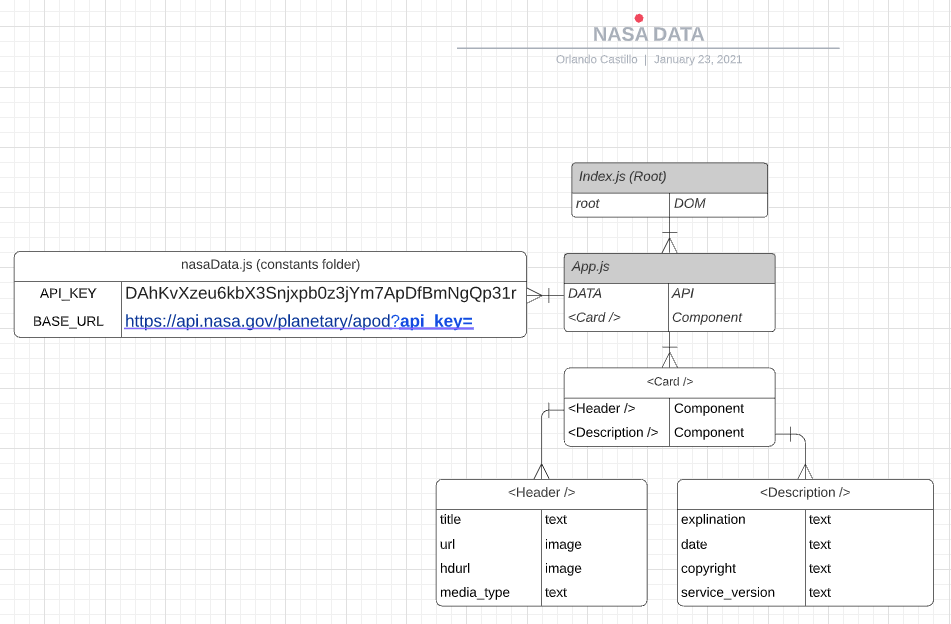 NASA DATA
Orlando Castillo | January 23, 2021
Index.js (Root)
root DOM
nasaData.js (constants folder)
API_KEY DAhKvXzeu6kbX3Snjxpb0z3jYm7ApDfBmNgQp31r
BASE_URL https://api.nasa.gov/planetary/apod?api_key=
App.js
DATA API
<Card /> Component
<Card />
<Header /> Component
<Description /> Component
<Header />
title text
url image
hdurl image
media_type text
<Description />
explination text
date text
copyright text
service_version text